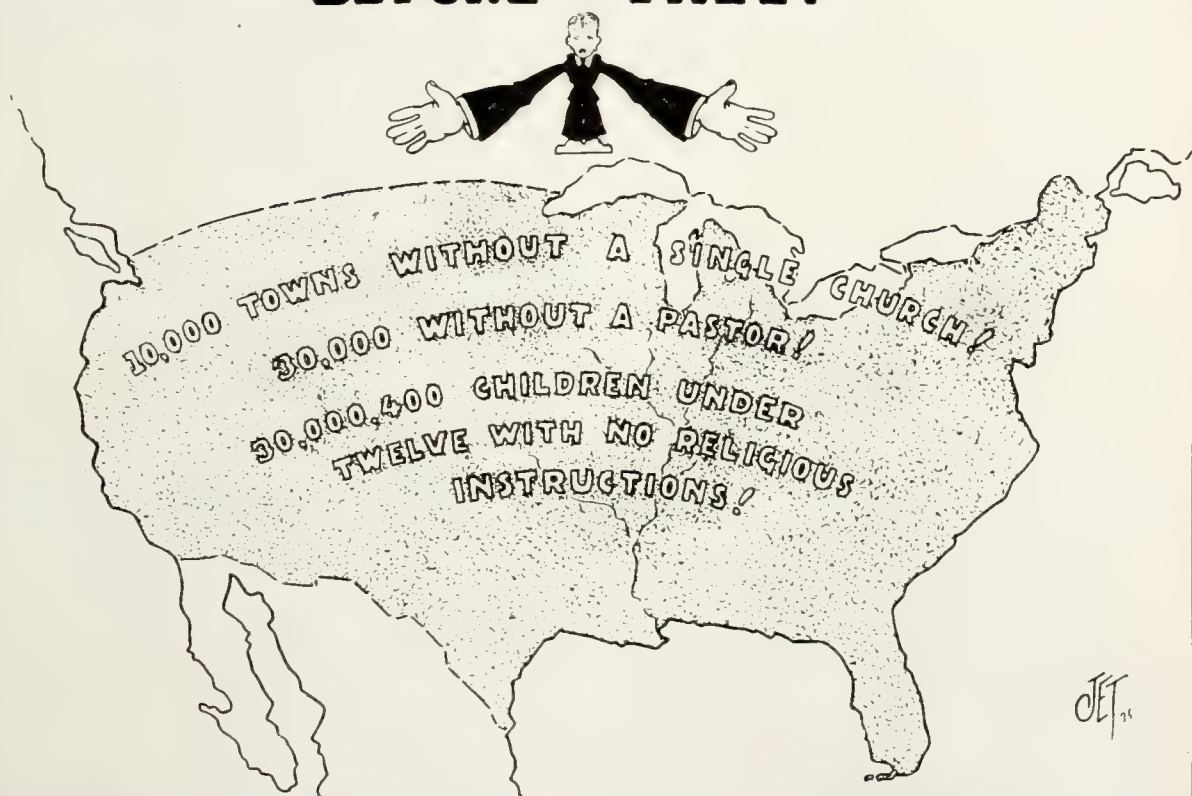 10,000 TOWNS WITHOUT A SINGLE CHURCH!
30,000 WITHOUT A PASTOR!
30,000,400 CHILDREN UNDER
TWELVE WITH NO RELIGIOUS
INSTRUCTIONS!
JET